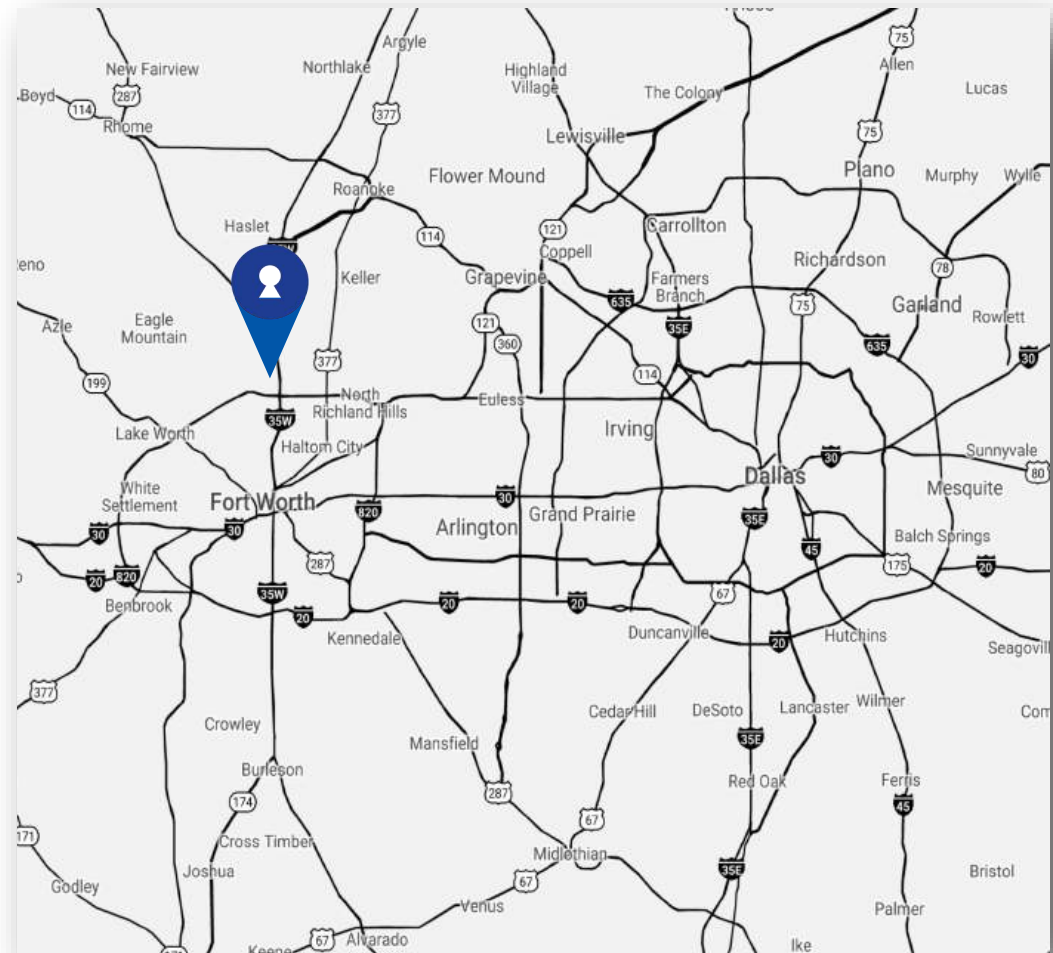 Argyle
75
New Fairview
Northlake
Highland
Village
Allen
Boyd
114
287
377
The Colony
Lucas
Rhome
Lewisville
75
Roanoke
Flower Mound
Plano
Murphy
Wylie
Haslet
114
121
Carrollton
Coppell
Richardson
78
Keller
Grapevine
Farmers
Branch
635
75
Garland
Azle
Eagle
Mountain
121
360
35E
Rowlett
635
30
377
114
199
North
Richland Hills
Euless
35W
Lake Worth
Haltom City
Irving
30
Sunnyvale
80
White
Settlement
Fort Worth
30
Dallas
Mesquite
30
30
820
Arlington
Grand Prairie
35E
45
Balch Springs
287
175
20
20
820
35W
Benbrook
20
20
20
67
Kennedale
Duncanville
20
Hutchins
377
Crowley
Cedar Hill
DeSoto
Lancaster
Wilmer
Mansfield
35E
Burleson
Red Oak
Ferris
174
287
45
171
Cross Timber
67
Midlothian
Joshua
35E
Bristol
Godley
67
Venus
Palmer
67
Alvarado
Ike
Keene